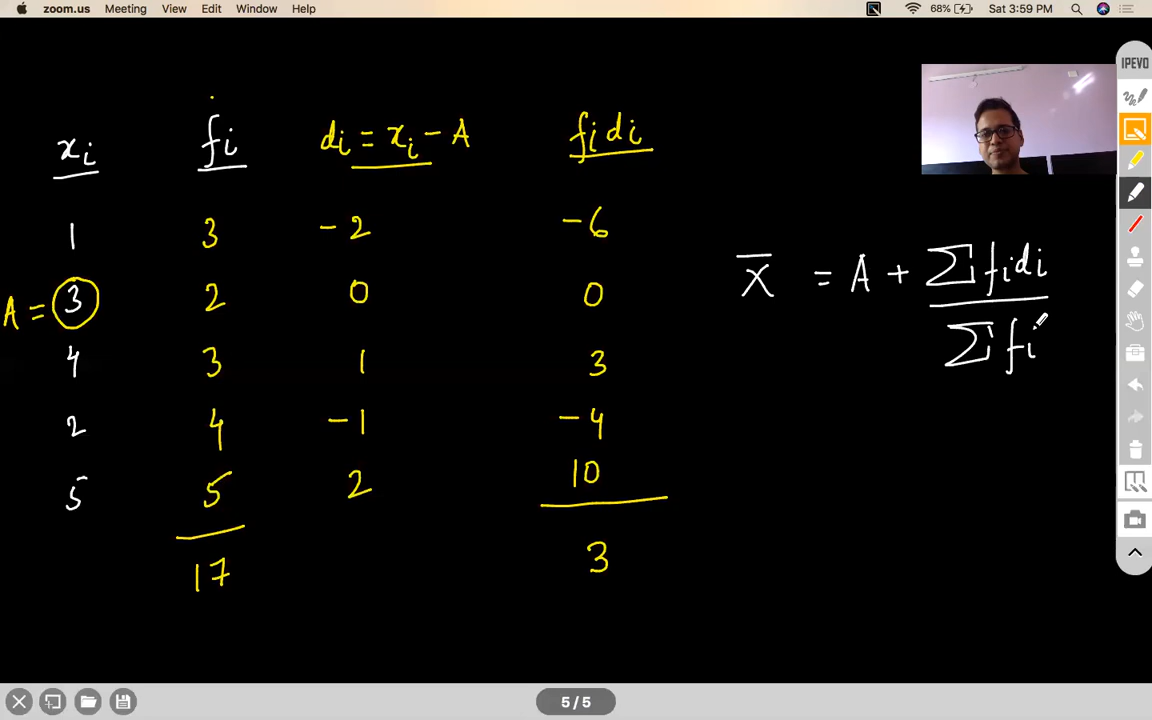 zoom.us Meeting View Edit Window Help 68% Sat 3:59 PM
IPEVO
xi fi di = xi - A fidi
1 3 -2 -6
A = 3 2 0 0
4 3 1 3
2 4 -1 -4
5 5 2 10
17 3
X̅ = A + Σfidi
Σfi
5 / 5